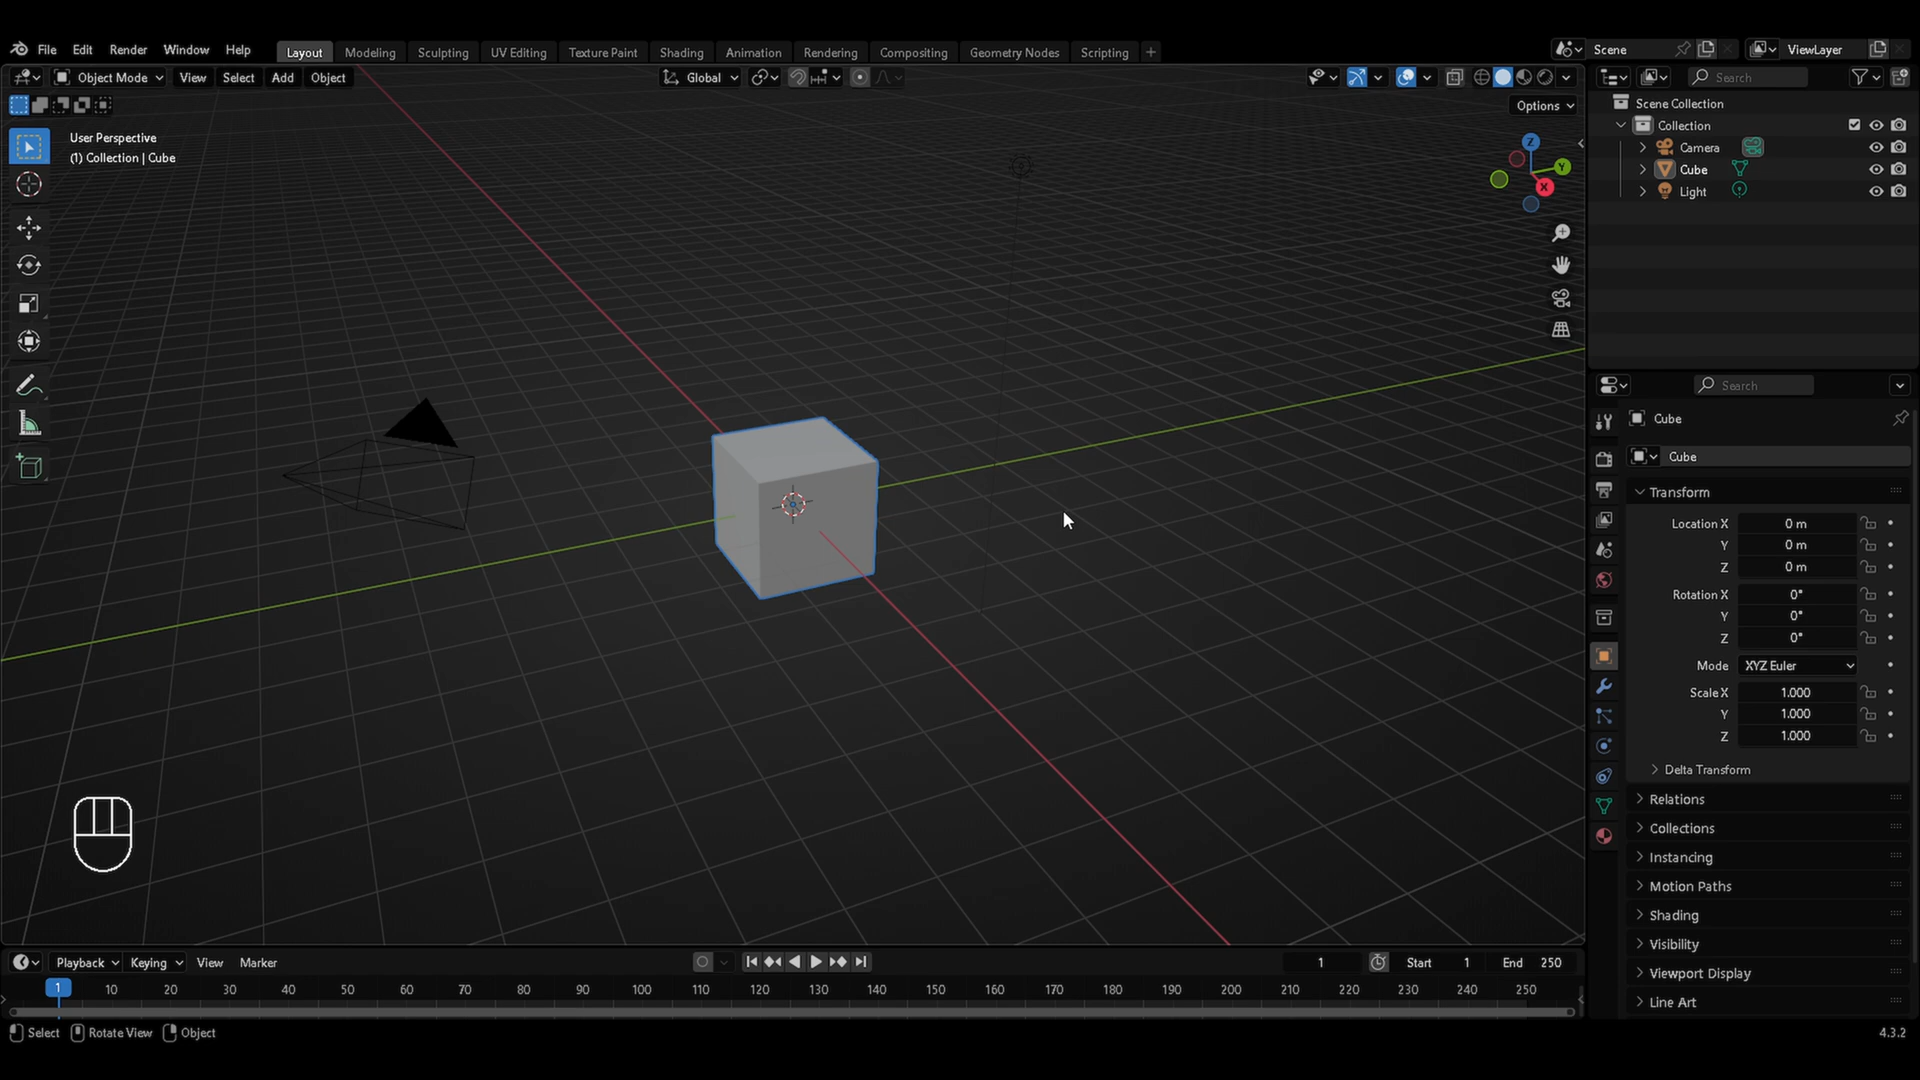 File Edit Render Window Help Layout Modeling Sculpting UV Editing Texture Paint Shading Animation Rendering Compositing Geometry Nodes Scripting + Scene ViewLayer
Object Mode View Select Add Object Global Search
Options
User Perspective
(1) Collection | Cube
Z
Y
X
Scene Collection
Collection
Camera
Cube
Light
Search
Cube
Cube
Transform
Location X 0 m
Y 0 m
Z 0 m
Rotation X 0°
Y 0°
Z 0°
Mode XYZ Euler
Scale X 1.000
Y 1.000
Z 1.000
Delta Transform
Relations
Collections
Instancing
Motion Paths
Shading
Visibility
Viewport Display
Line Art
Playback Keying View Marker 1 Start 1 End 250
1 10 20 30 40 50 60 70 80 90 100 110 120 130 140 150 160 170 180 190 200 210 220 230 240 250
Select Rotate View Object 4.3.2